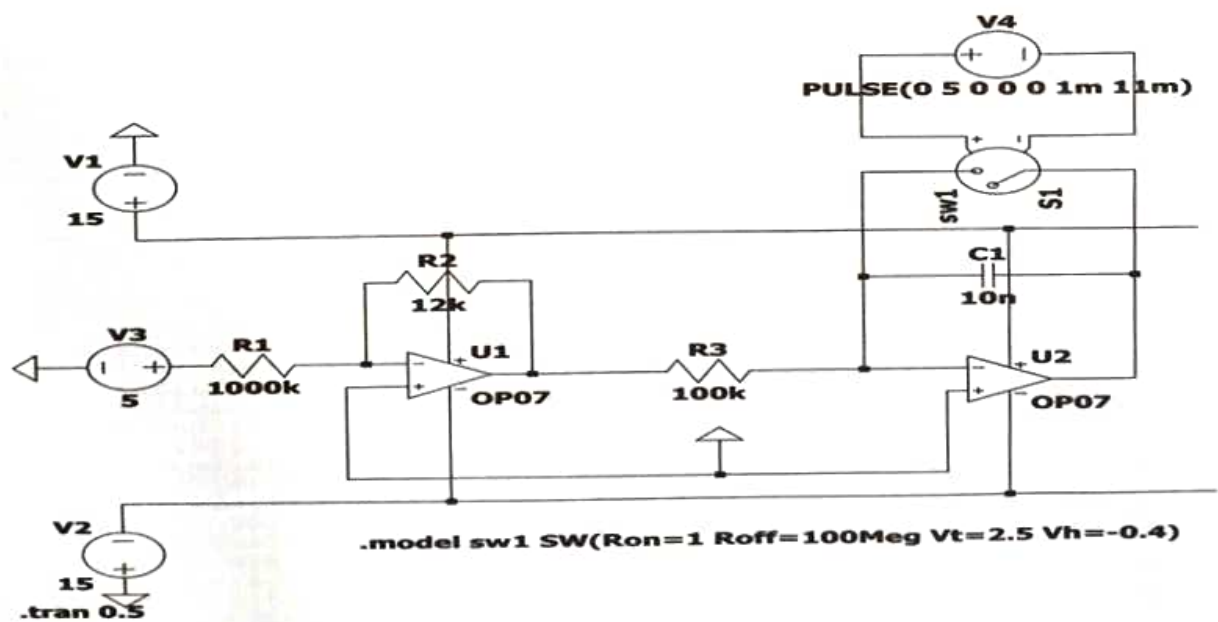 V4
PULSE(0 5 0 0 0 1m 11m)
+
-
sw1
S1
V1
-
+
15
R2
12k
C1
10n
V3
-
+
5
R1
1000k
-
+
+
-
U1
OP07
R3
100k
-
+
+
-
U2
OP07
V2
-
+
15
.model sw1 SW(Ron=1 Roff=100Meg Vt=2.5 Vh=-0.4)
.tran 0.5